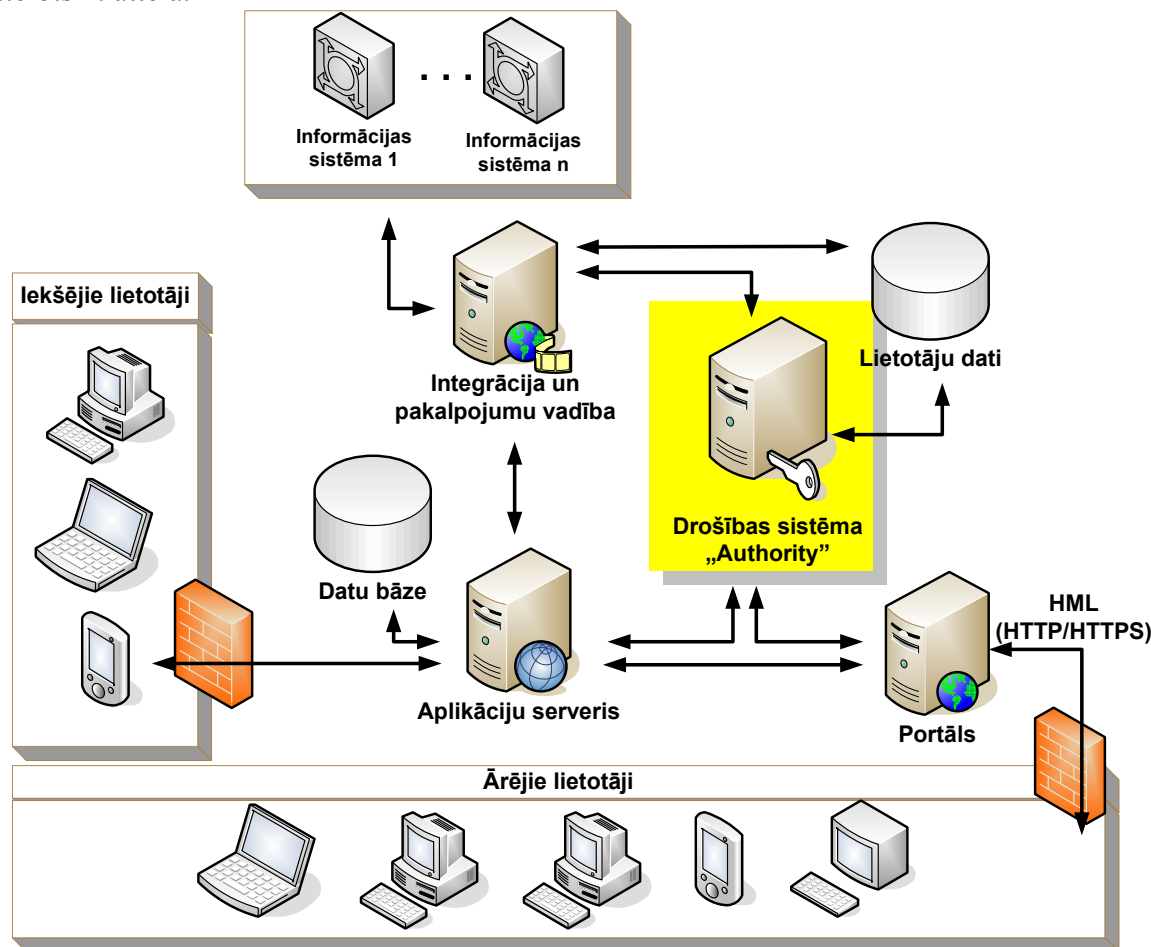 . . .
Informācijas
sistēma 1
Informācijas
sistēma n
Iekšējie lietotāji
Lietotāju dati
Integrācija un
pakalpojumu vadība
Drošības sistēma
„Authority”
Datu bāze
HML
(HTTP/HTTPS)
Aplikāciju serveris
Portāls
Ārējie lietotāji